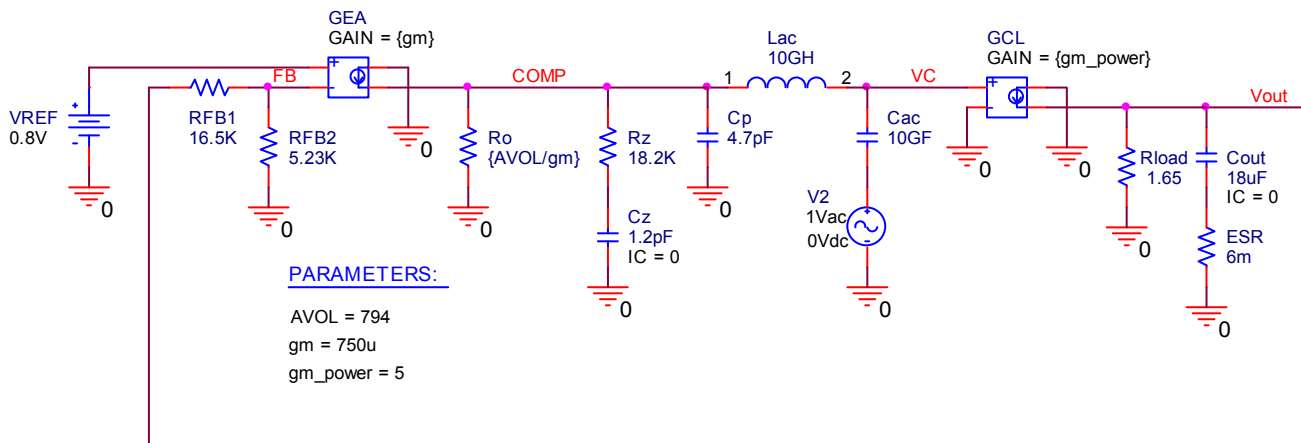 GEA
GAIN = {gm}
Lac
10GH
GCL
GAIN = {gm_power}
FB
COMP
1
2
VC
Vout
VREF
0.8V
RFB1
16.5K
RFB2
5.23K
Ro
{AVOL/gm}
Rz
18.2K
Cp
4.7pF
Cac
10GF
Rload
1.65
Cout
18uF
IC = 0
V2
1Vac
0Vdc
Cz
1.2pF
IC = 0
ESR
6m
0
0
0
0
0
0
0
0
0
0
0
PARAMETERS:
AVOL = 794
gm = 750u
gm_power = 5